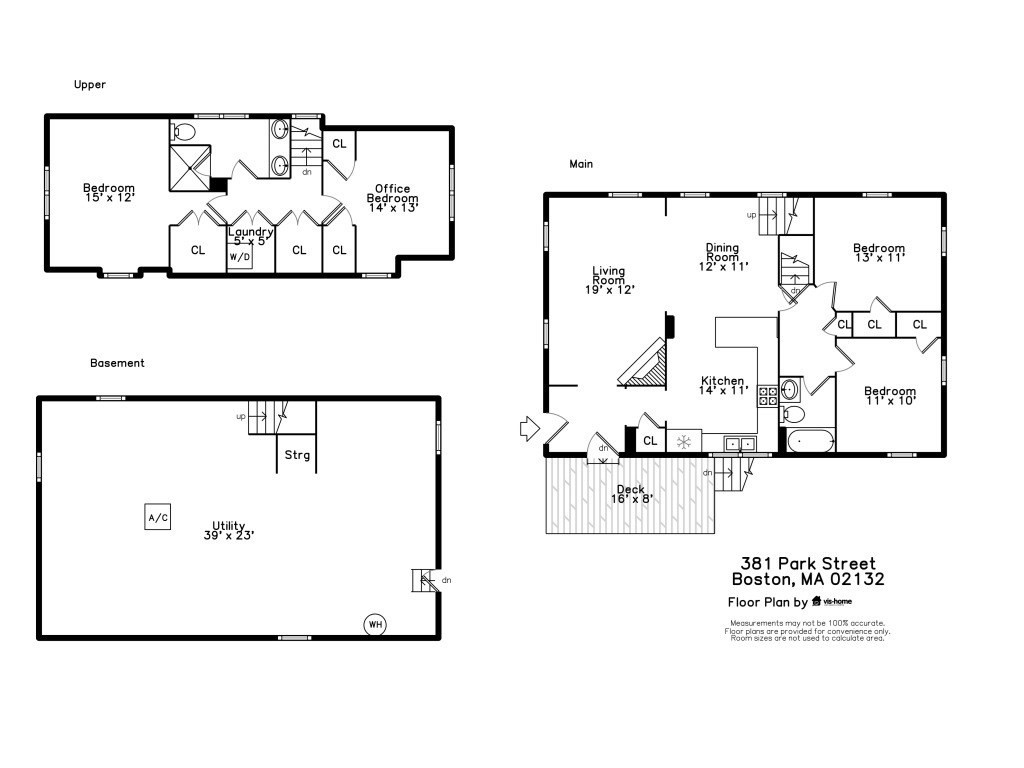 Upper
Bedroom
15' x 12'
CL
Laundry
5' x 5'
W/D
CL
CL
CL
dn
Office
Bedroom
14' x 13'
Main
Living
Room
19' x 12'
Dining
Room
12' x 11'
up
dn
Bedroom
13' x 11'
CL
CL
CL
Kitchen
14' x 11'
Bedroom
11' x 10'
CL
dn
dn
Deck
16' x 8'
Basement
up
Strg
A/C
Utility
39' x 23'
dn
WH
381 Park Street
Boston, MA 02132
Floor Plan by vis-home
Measurements may not be 100% accurate.
Floor plans are provided for convenience only.
Room sizes are not used to calculate area.